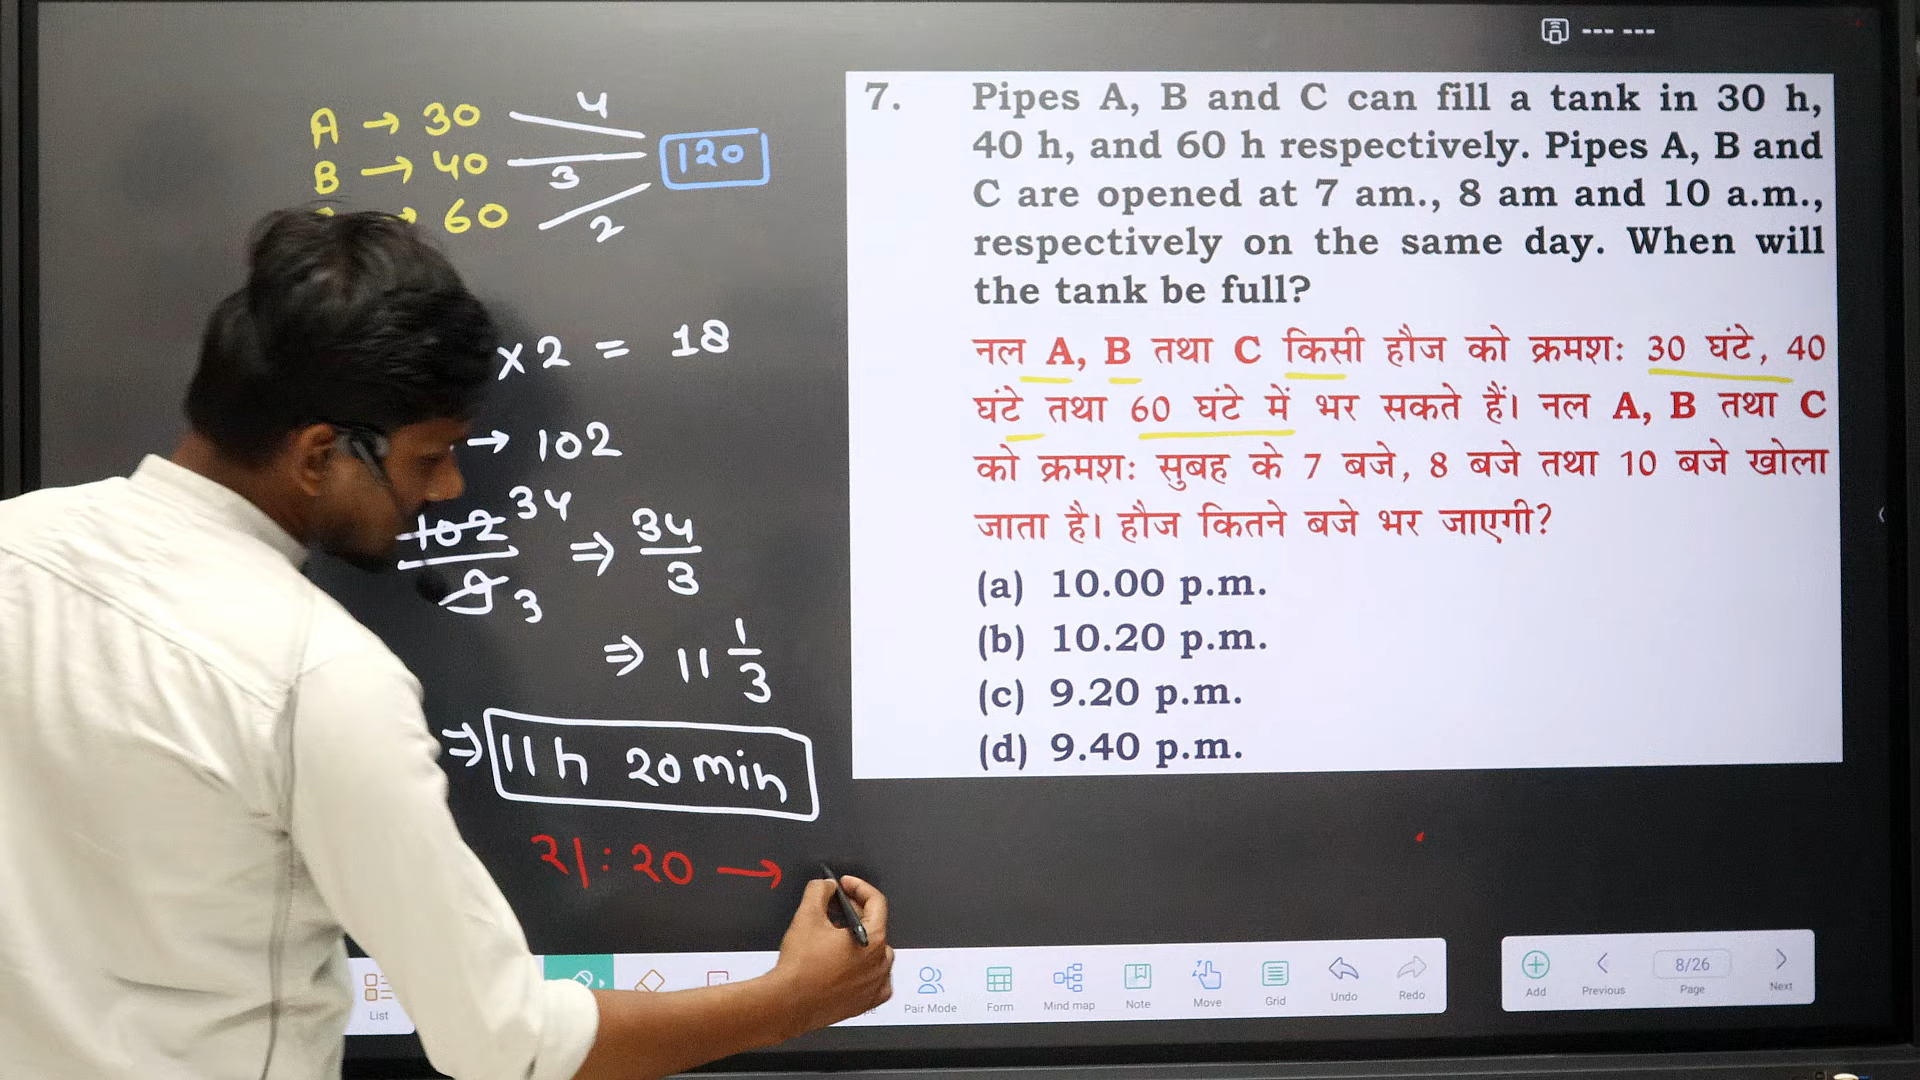 A → 30
B → 40
→ 60
4
3
2
120
× 2 = 18
→ 102
102 34
9 3
⇒ 34/3
⇒ 11 1/3
⇒ 11h 20min
21:20 →
7. Pipes A, B and C can fill a tank in 30 h,
40 h, and 60 h respectively. Pipes A, B and
C are opened at 7 am., 8 am and 10 a.m.,
respectively on the same day. When will
the tank be full?
नल A, B तथा C किसी हौज को क्रमशः 30 घंटे, 40
घंटे तथा 60 घंटे में भर सकते हैं। नल A, B तथा C
को क्रमशः सुबह के 7 बजे, 8 बजे तथा 10 बजे खोला
जाता है। हौज कितने बजे भर जाएगी?
(a) 10.00 p.m.
(b) 10.20 p.m.
(c) 9.20 p.m.
(d) 9.40 p.m.
List
Pair Mode
Form
Mind map
Note
Move
Grid
Undo
Redo
Add
Previous
8/26
Page
Next